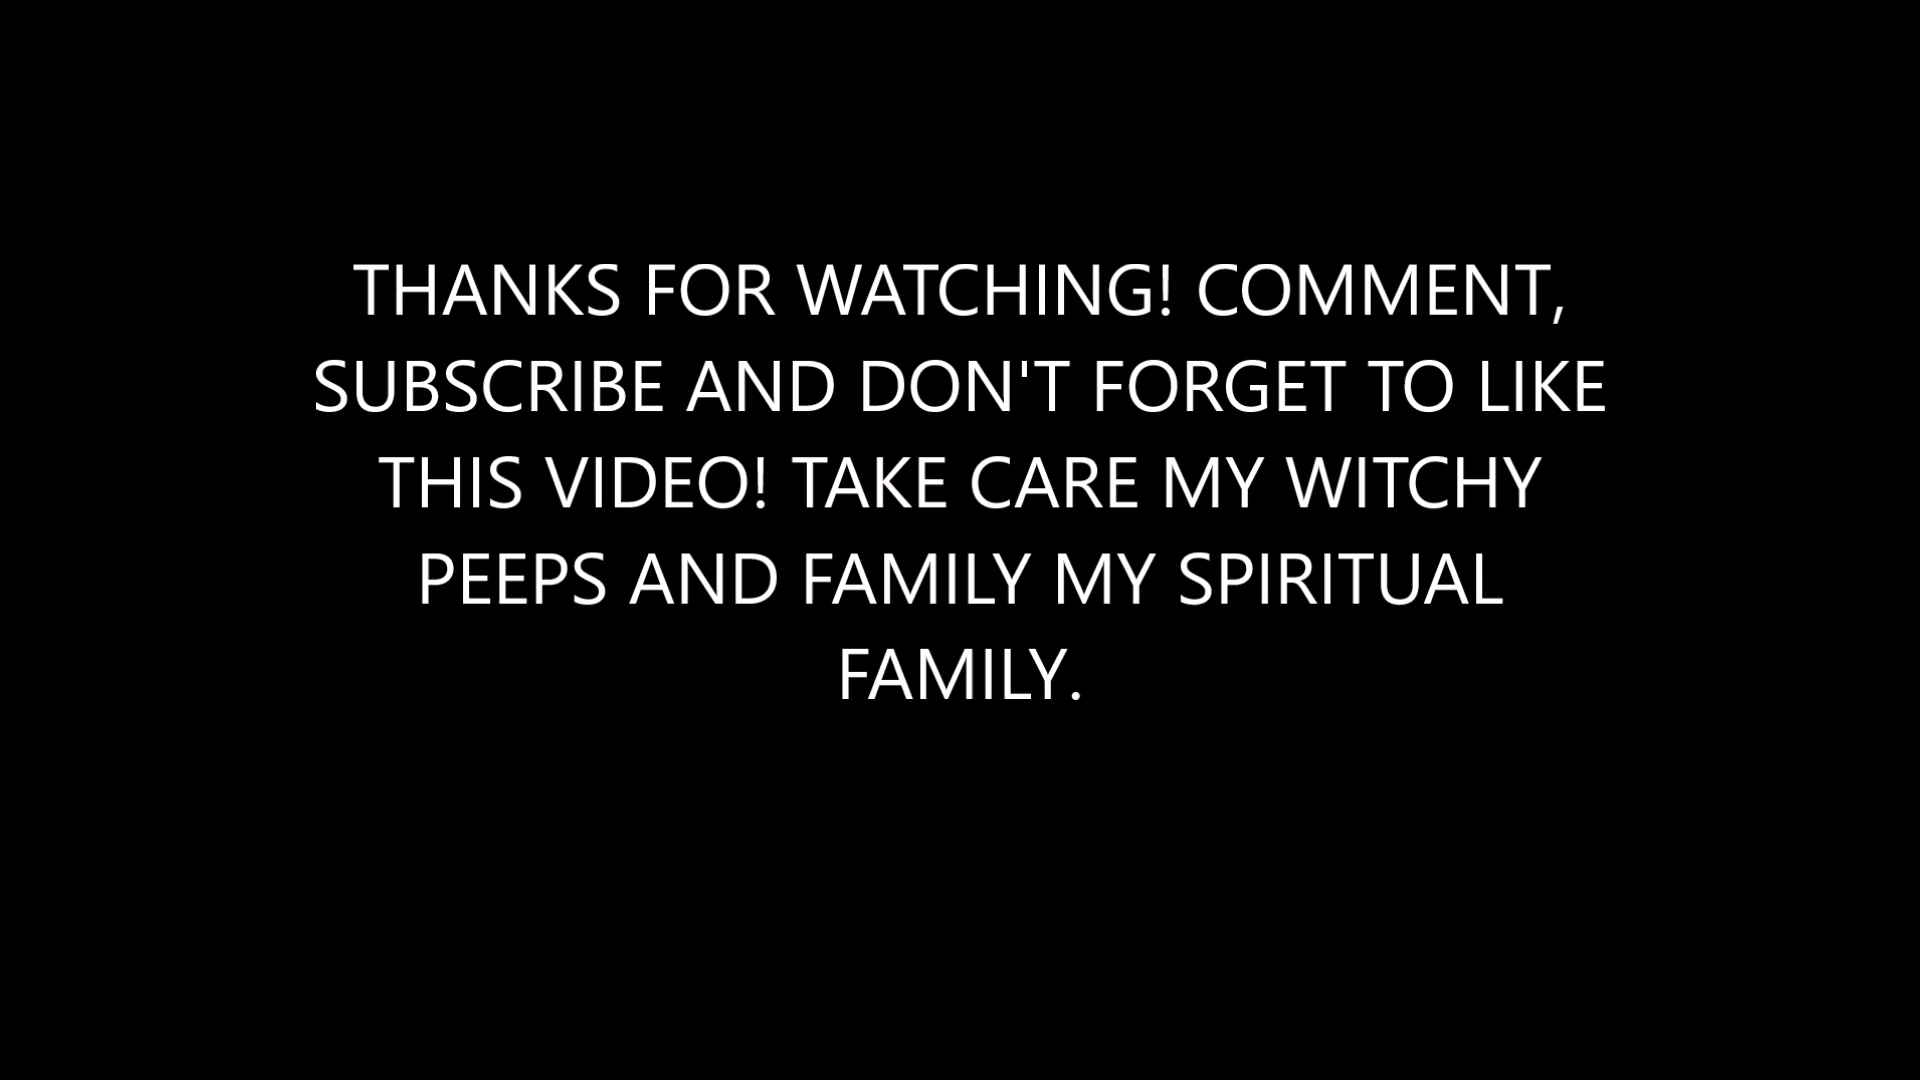 THANKS FOR WATCHING! COMMENT,
SUBSCRIBE AND DON'T FORGET TO LIKE
THIS VIDEO! TAKE CARE MY WITCHY
PEEPS AND FAMILY MY SPIRITUAL
FAMILY.